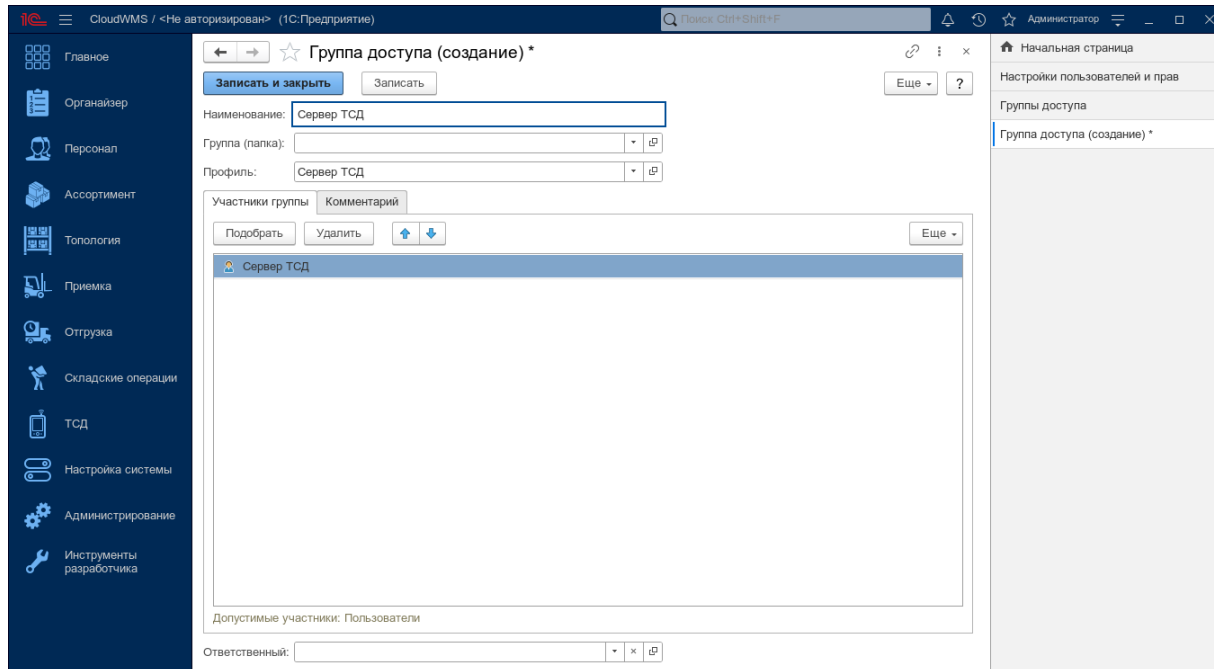 1С CloudWMS / <Не авторизирован> (1С:Предприятие) Поиск Ctrl+Shift+F Администратор
Главное
Органайзер
Персонал
Ассортимент
Топология
Приемка
Отгрузка
Складские операции
ТСД
Настройка системы
Администрирование
Инструменты
разработчика
Группа доступа (создание) *
Записать и закрыть Записать Еще ?
Наименование: Сервер ТСД
Группа (папка):
Профиль: Сервер ТСД
Участники группы Комментарий
Подобрать Удалить Еще
Сервер ТСД
Допустимые участники: Пользователи
Ответственный:
Начальная страница
Настройки пользователей и прав
Группы доступа
Группа доступа (создание) *